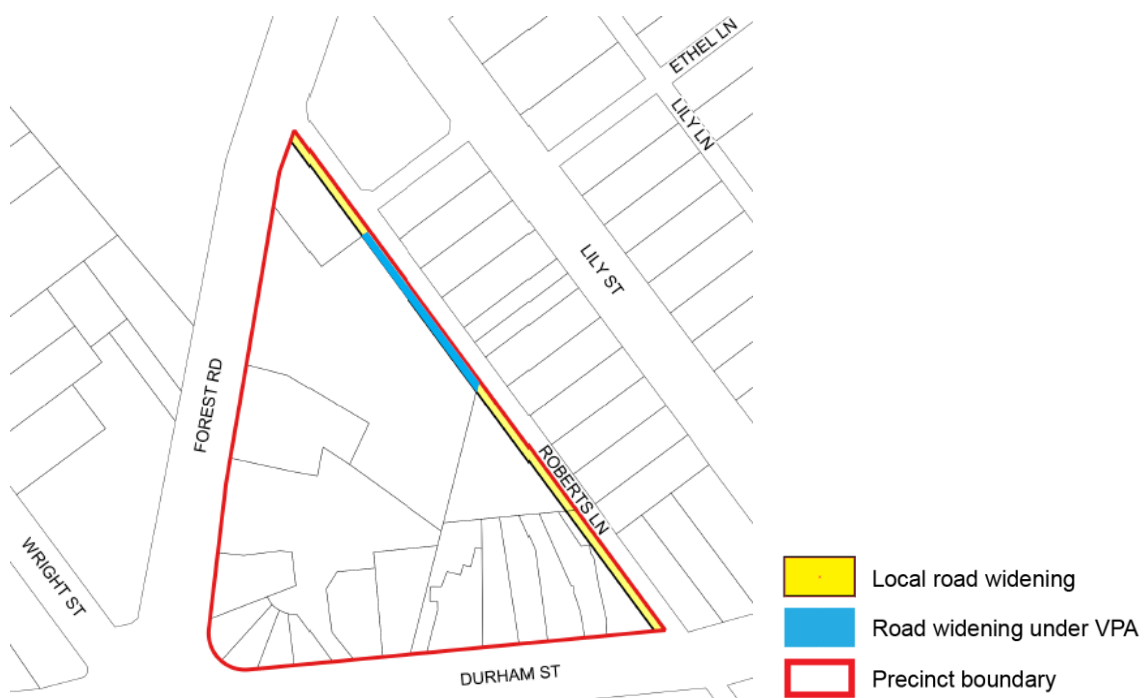 ETHEL LN
LILY LN
LILY ST
FOREST RD
ROBERTS LN
WRIGHT ST
DURHAM ST
Local road widening
Road widening under VPA
Precinct boundary